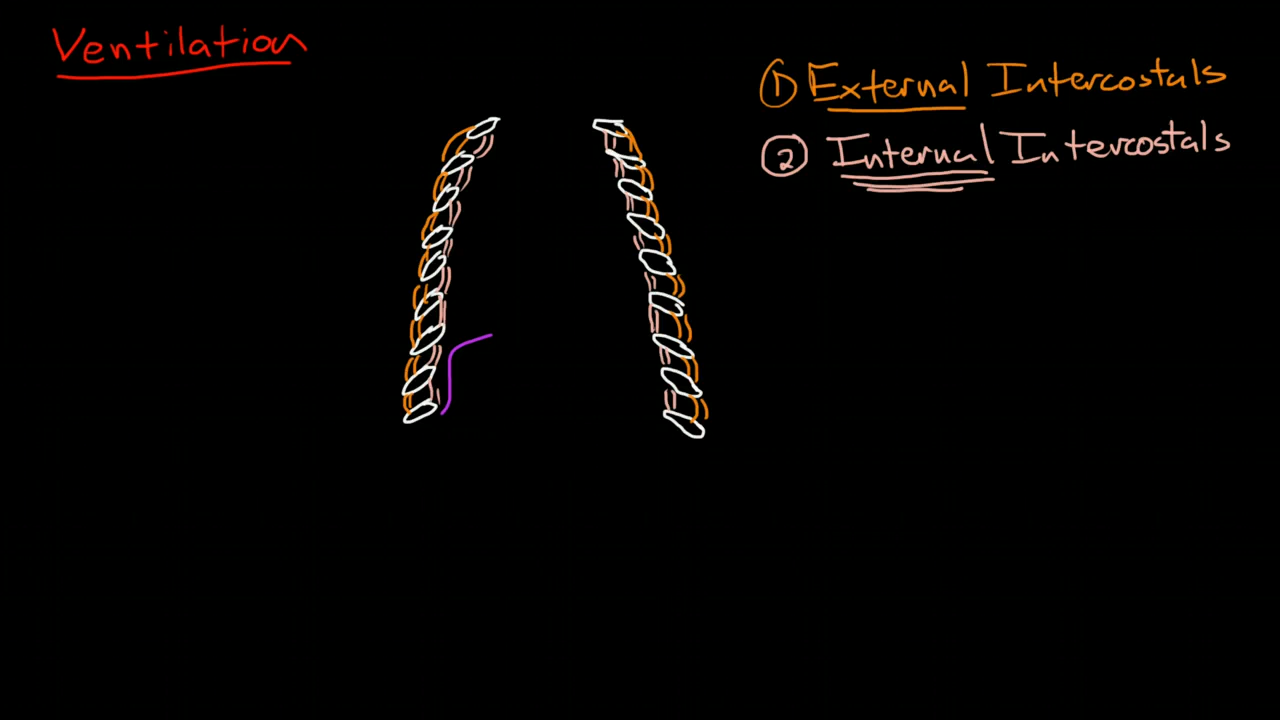 Ventilation
① External Intercostals
② Internal Intercostals